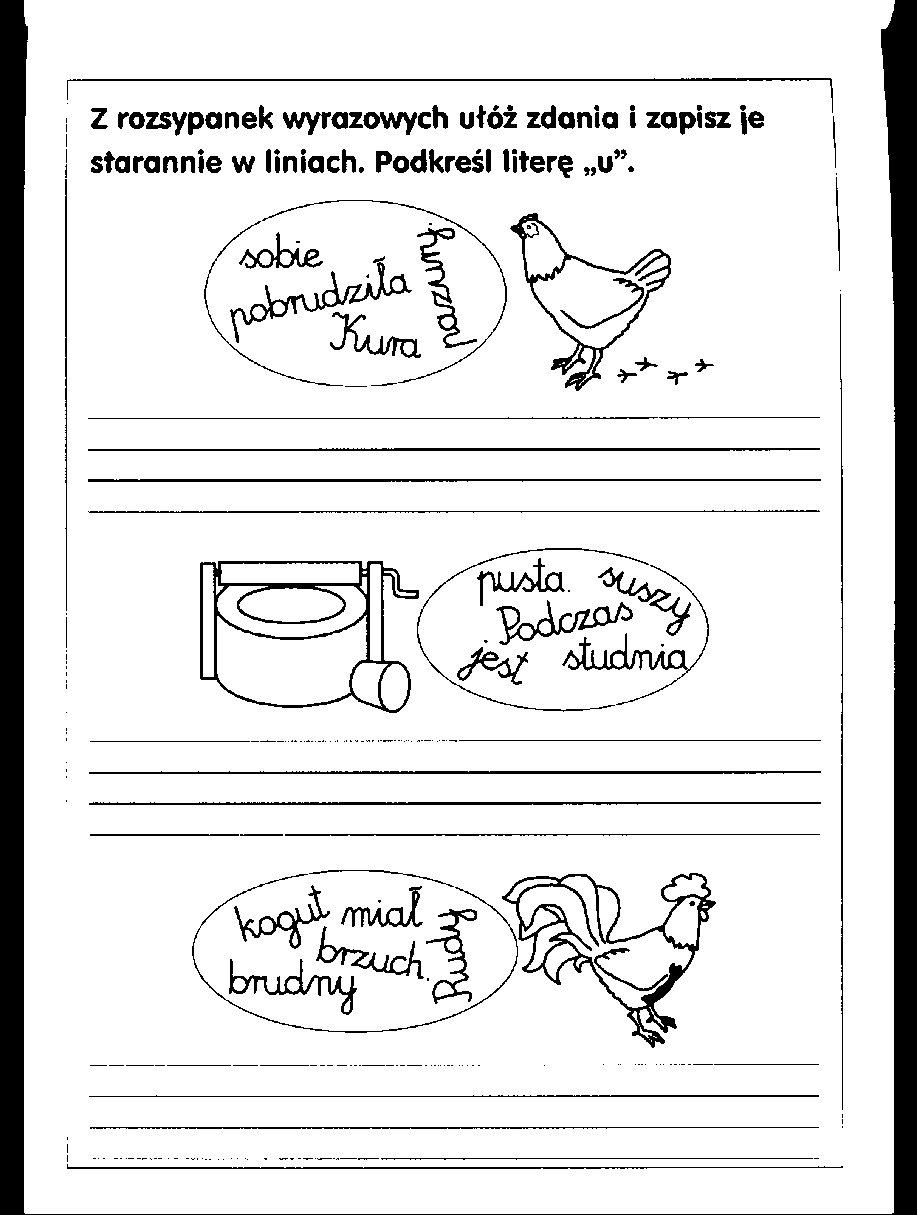 Z rozsypanek wyrazowych ułóż zdania i zapisz je
starannie w liniach. Podkreśl literę „u”.
sobie
pazury.
pobrudziła
Kura
pusta.
suszy
Podczas
jest
studnia
kogut
miał
Rudy
brzuch.
brudny